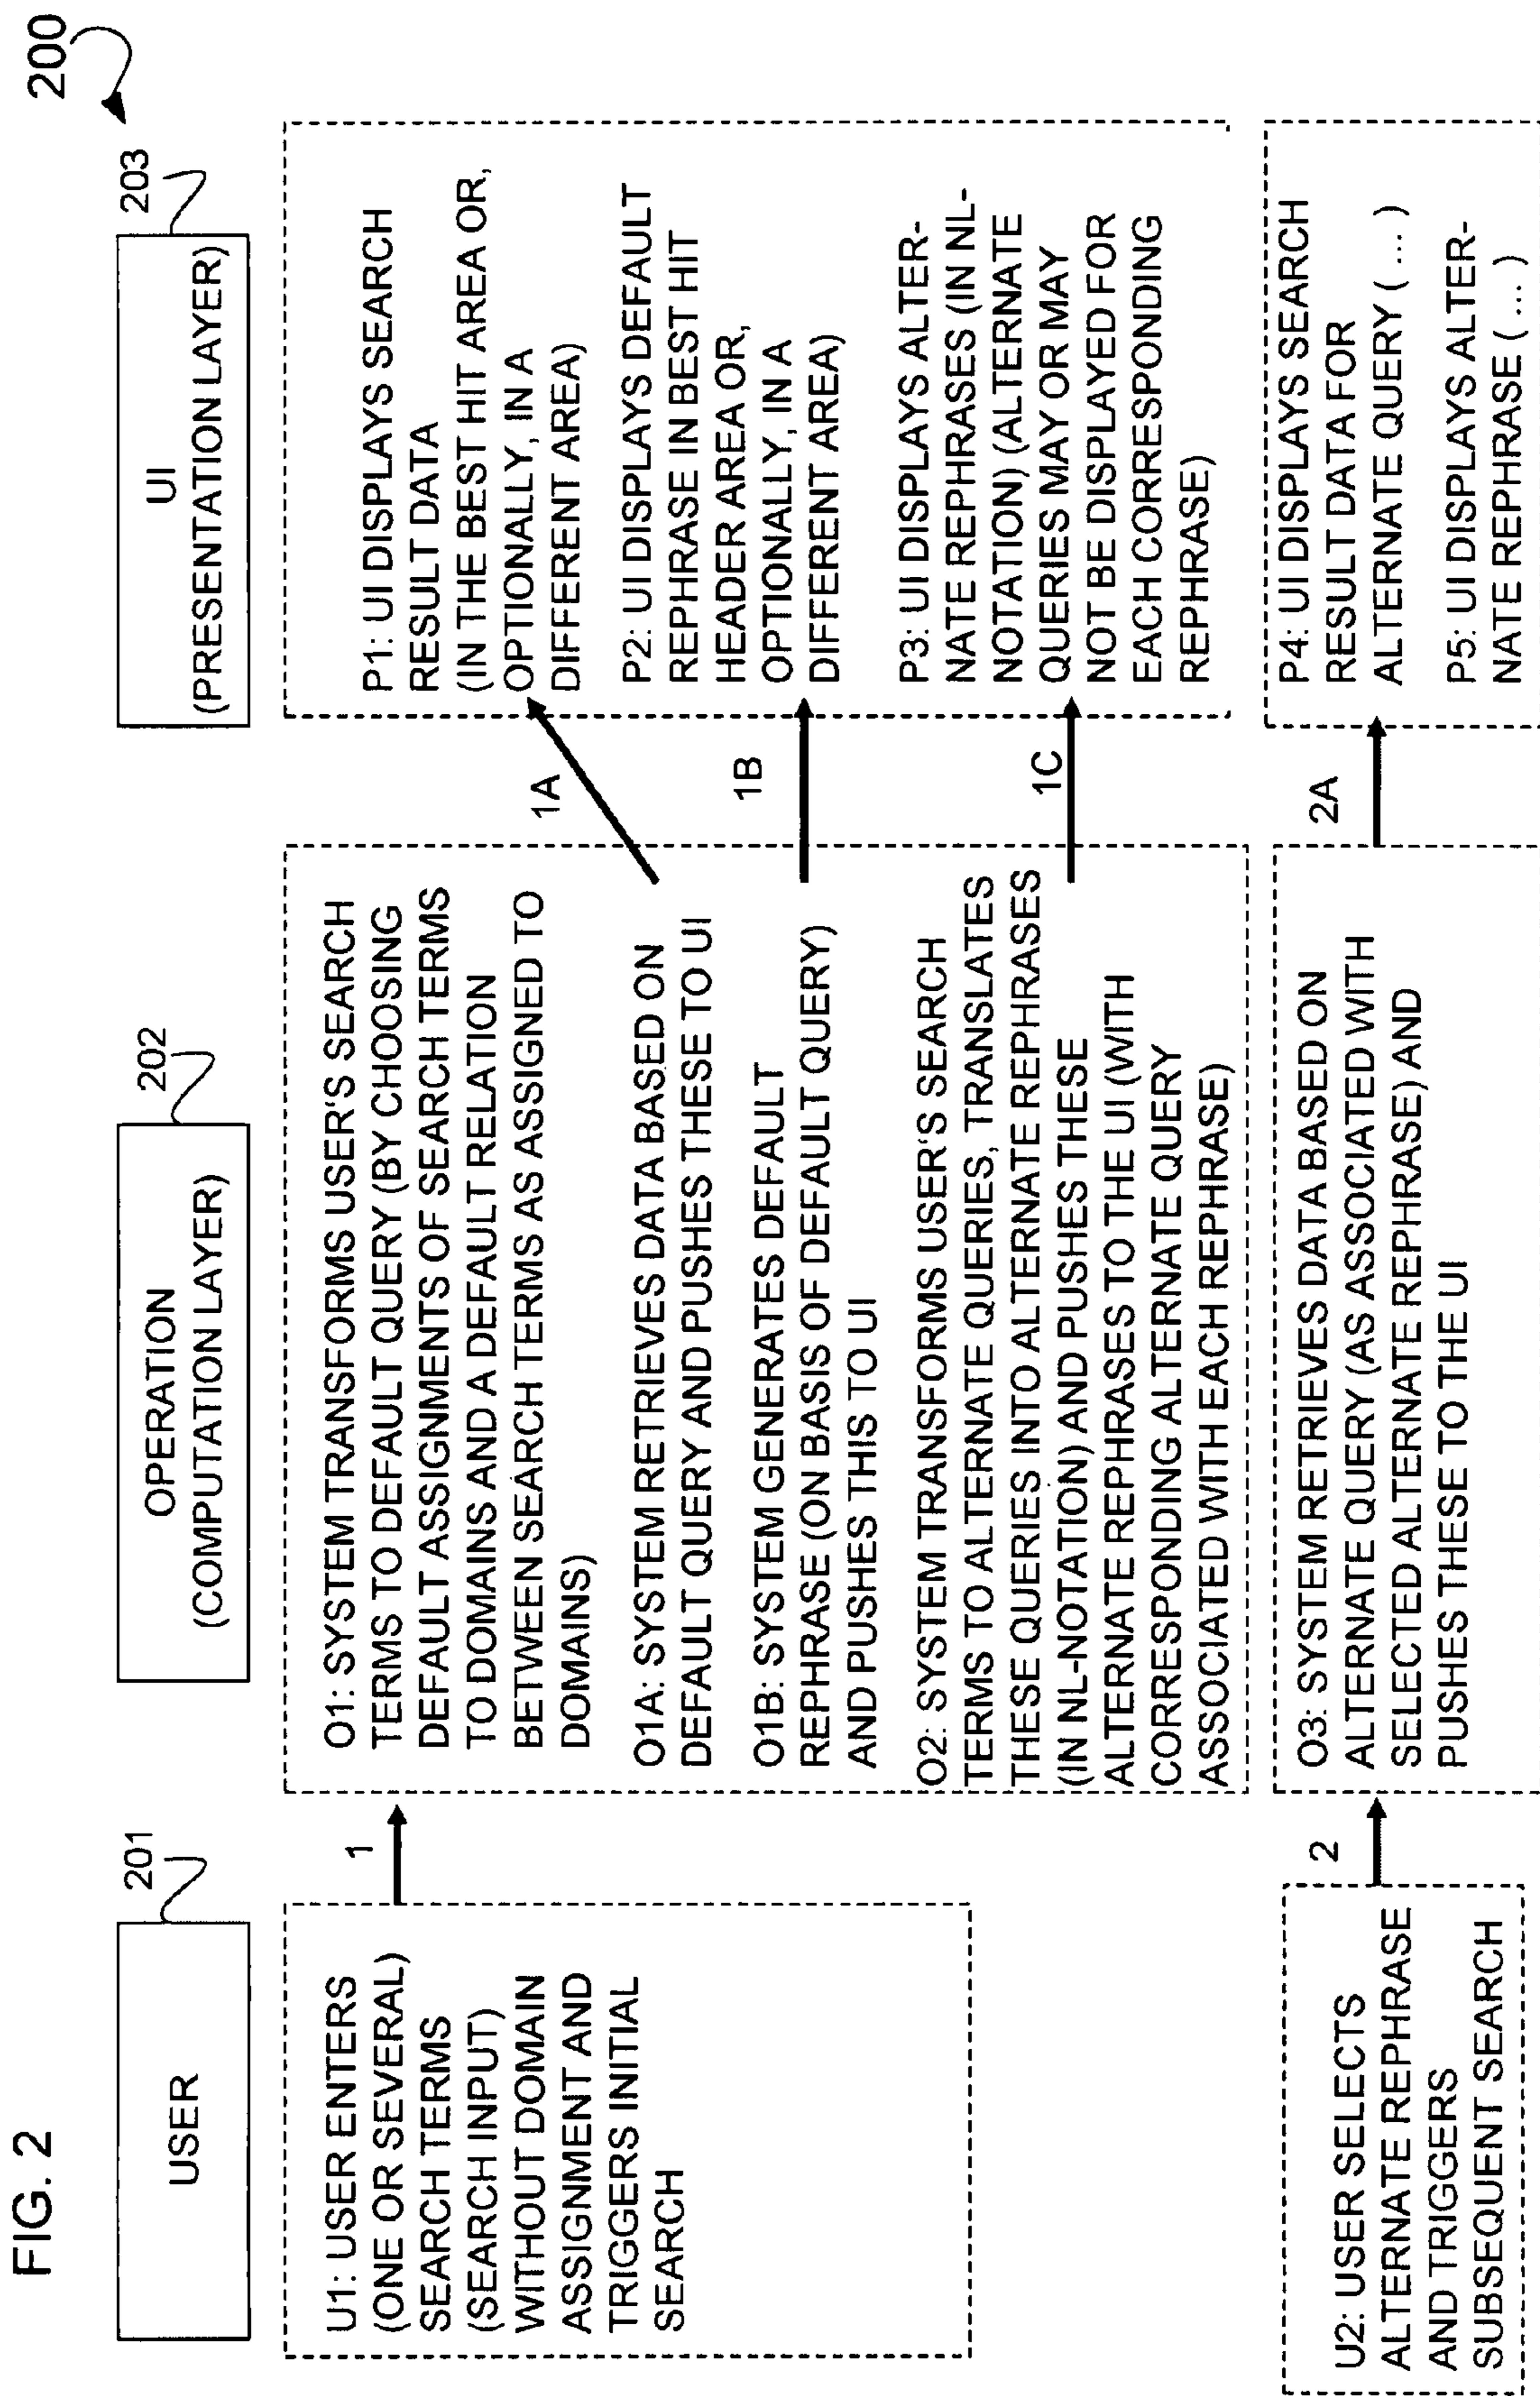 FIG. 2
200
USER
201
OPERATION
(COMPUTATION LAYER)
202
UI
(PRESENTATION LAYER)
203
U1: USER ENTERS
(ONE OR SEVERAL)
SEARCH TERMS
(SEARCH INPUT)
WITHOUT DOMAIN
ASSIGNMENT AND
TRIGGERS INITIAL
SEARCH
1
O1: SYSTEM TRANSFORMS USER'S SEARCH
TERMS TO DEFAULT QUERY (BY CHOOSING
DEFAULT ASSIGNMENTS OF SEARCH TERMS
TO DOMAINS AND A DEFAULT RELATION
BETWEEN SEARCH TERMS AS ASSIGNED TO
DOMAINS)
O1A: SYSTEM RETRIEVES DATA BASED ON
DEFAULT QUERY AND PUSHES THESE TO UI
O1B: SYSTEM GENERATES DEFAULT
REPHRASE (ON BASIS OF DEFAULT QUERY)
AND PUSHES THIS TO UI
O2: SYSTEM TRANSFORMS USER'S SEARCH
TERMS TO ALTERNATE QUERIES, TRANSLATES
THESE QUERIES INTO ALTERNATE REPHRASES
(IN NL-NOTATION) AND PUSHES THESE
ALTERNATE REPHRASES TO THE UI (WITH
CORRESPONDING ALTERNATE QUERY
ASSOCIATED WITH EACH REPHRASE)
1A
1B
1C
P1: UI DISPLAYS SEARCH
RESULT DATA
(IN THE BEST HIT AREA OR,
OPTIONALLY, IN A
DIFFERENT AREA)
P2: UI DISPLAYS DEFAULT
REPHRASE IN BEST HIT
HEADER AREA OR,
OPTIONALLY, IN A
DIFFERENT AREA)
P3: UI DISPLAYS ALTER-
NATE REPHRASES (IN NL-
NOTATION) (ALTERNATE
QUERIES MAY OR MAY
NOT BE DISPLAYED FOR
EACH CORRESPONDING
REPHRASE)
U2: USER SELECTS
ALTERNATE REPHRASE
AND TRIGGERS
SUBSEQUENT SEARCH
2
O3: SYSTEM RETRIEVES DATA BASED ON
ALTERNATE QUERY (AS ASSOCIATED WITH
SELECTED ALTERNATE REPHRASE) AND
PUSHES THESE TO THE UI
2A
P4: UI DISPLAYS SEARCH
RESULT DATA FOR
ALTERNATE QUERY ( ... )
P5: UI DISPLAYS ALTER-
NATE REPHRASE ( ... )